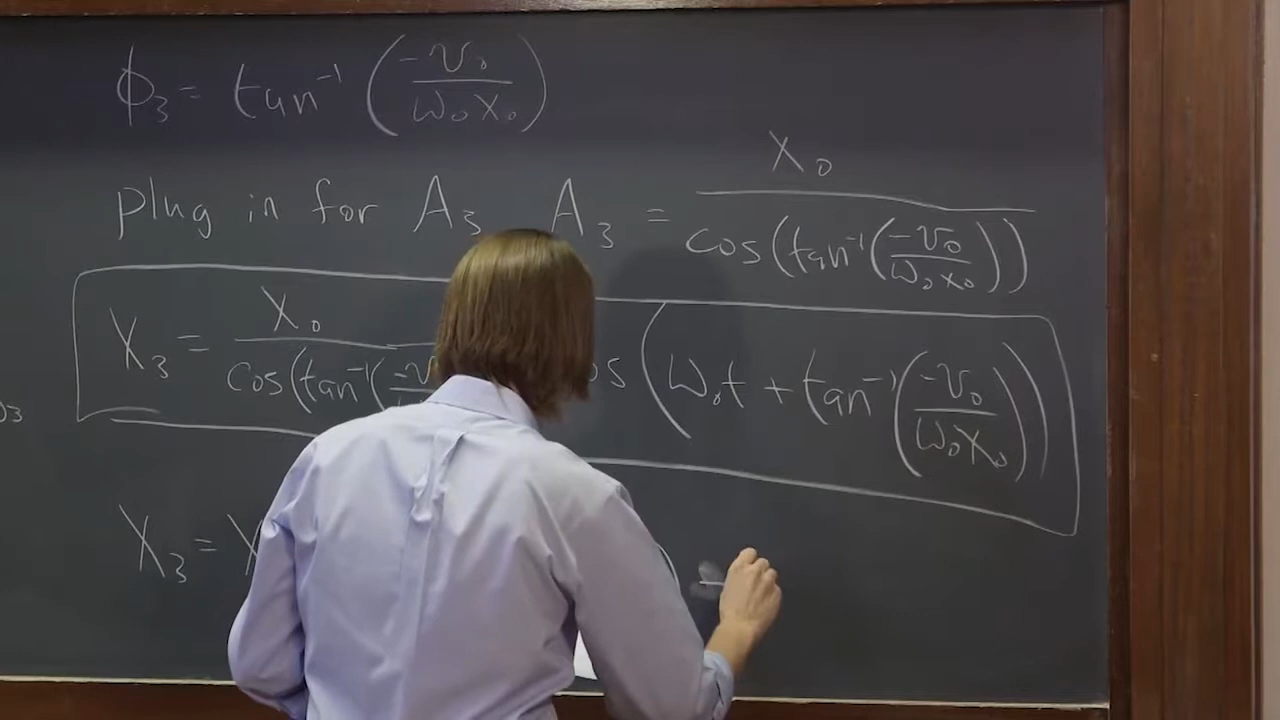 ϕ₃ = tan⁻¹ (-v₀ / ω₀x₀)
plug in for A₃ A₃ = x₀ / cos(tan⁻¹(-v₀ / ω₀x₀))
x₃ = x₀ / cos(tan⁻¹(-v (ω₀t + tan⁻¹(-v₀ / ω₀x₀))
x₃ =